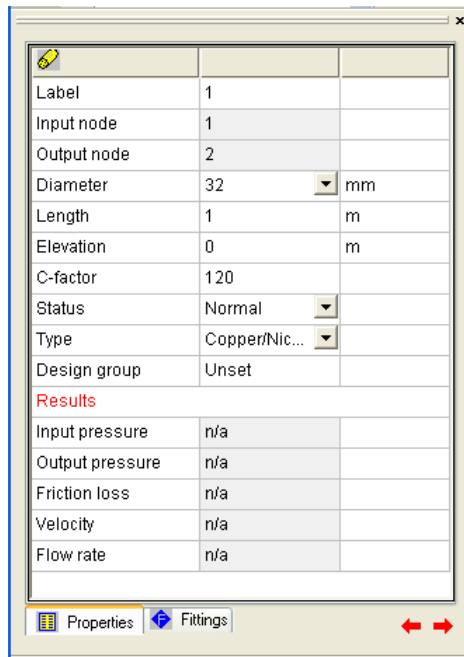 x
Label 1
Input node 1
Output node 2
Diameter 32 mm
Length 1 m
Elevation 0 m
C-factor 120
Status Normal
Type Copper/Nic...
Design group Unset
Results
Input pressure n/a
Output pressure n/a
Friction loss n/a
Velocity n/a
Flow rate n/a
Properties F Fittings